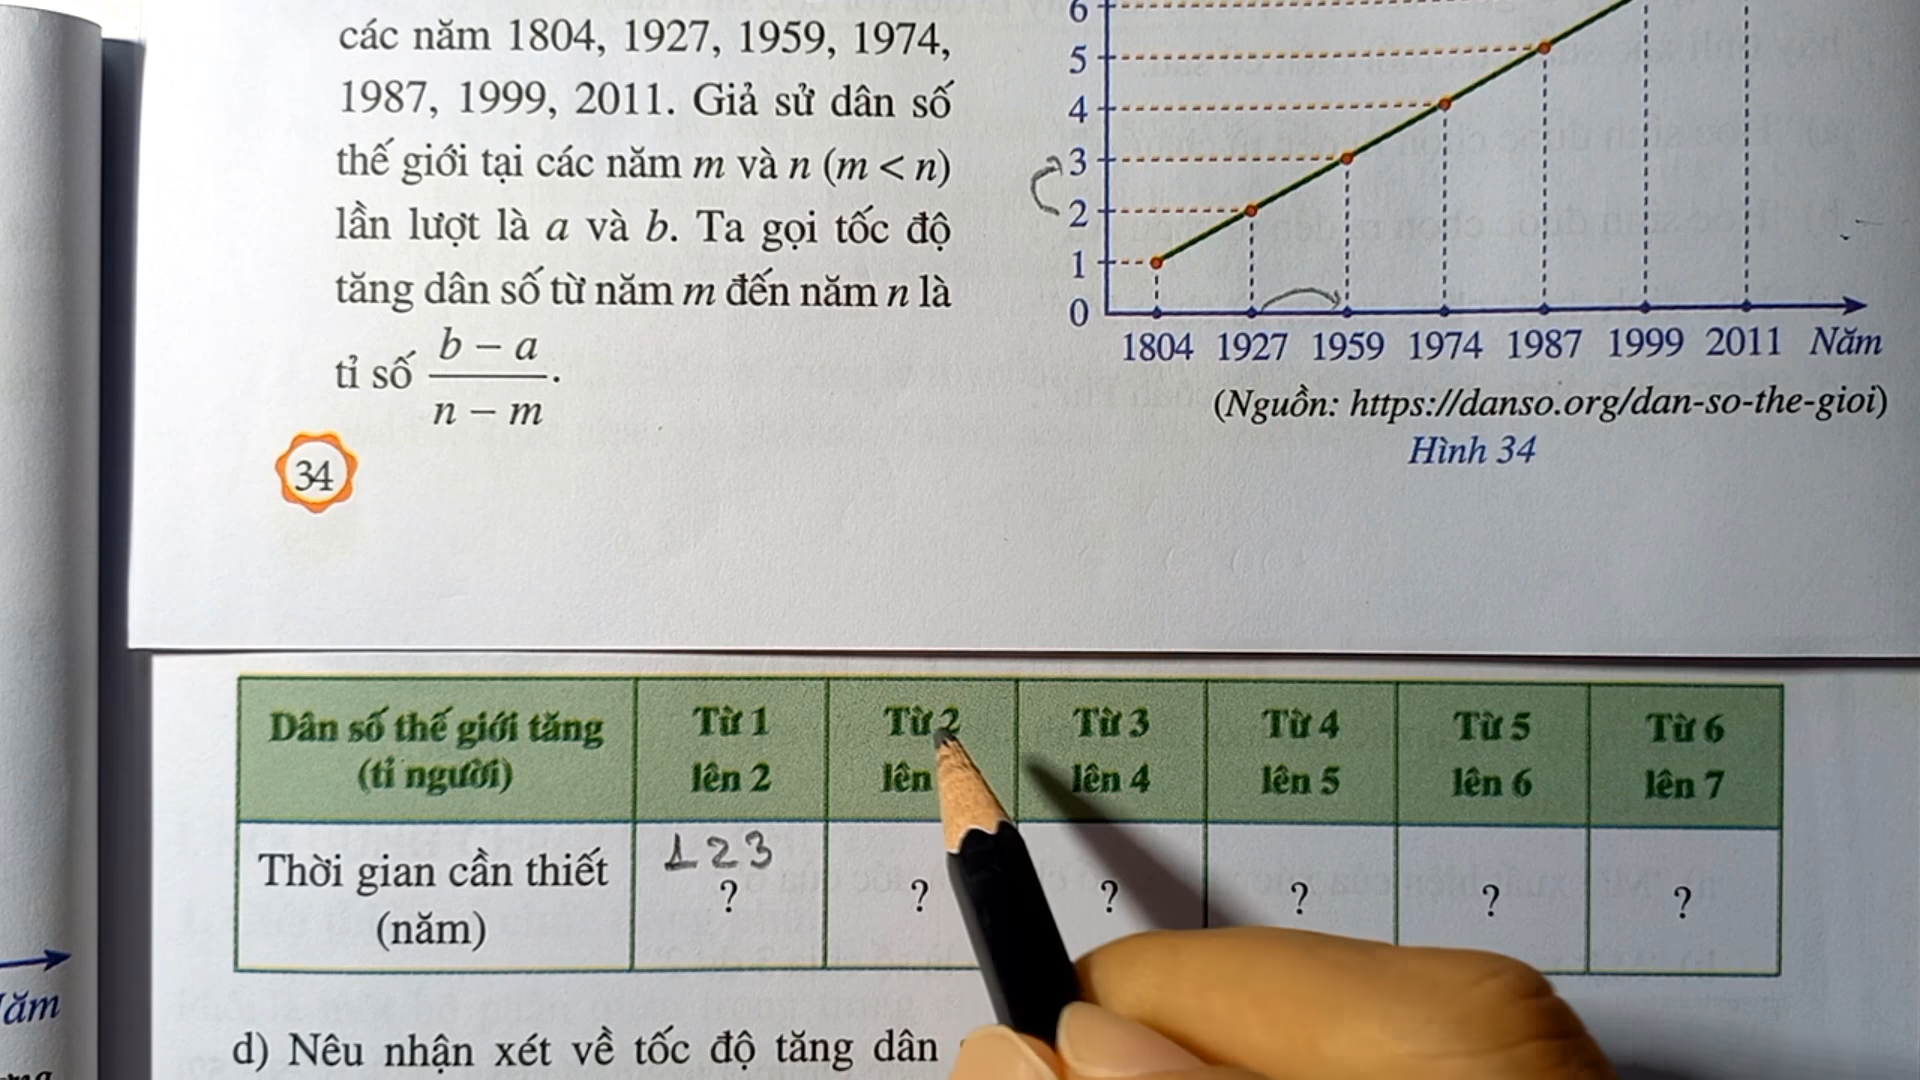 các năm 1804, 1927, 1959, 1974,
1987, 1999, 2011. Giả sử dân số
thế giới tại các năm m và n (m < n)
lần lượt là a và b. Ta gọi tốc độ
tăng dân số từ năm m đến năm n là
tỉ số b – a / n – m.
34
6
5
4
3
2
1
0
1804 1927 1959 1974 1987 1999 2011 Năm
(Nguồn: https://danso.org/dan-so-the-gioi)
Hình 34
Dân số thế giới tăng
(tỉ người)
Từ 1
lên 2
Từ 2
lên
Từ 3
lên 4
Từ 4
lên 5
Từ 5
lên 6
Từ 6
lên 7
Thời gian cần thiết
(năm)
123
?
?
?
?
?
?
d) Nêu nhận xét về tốc độ tăng dân